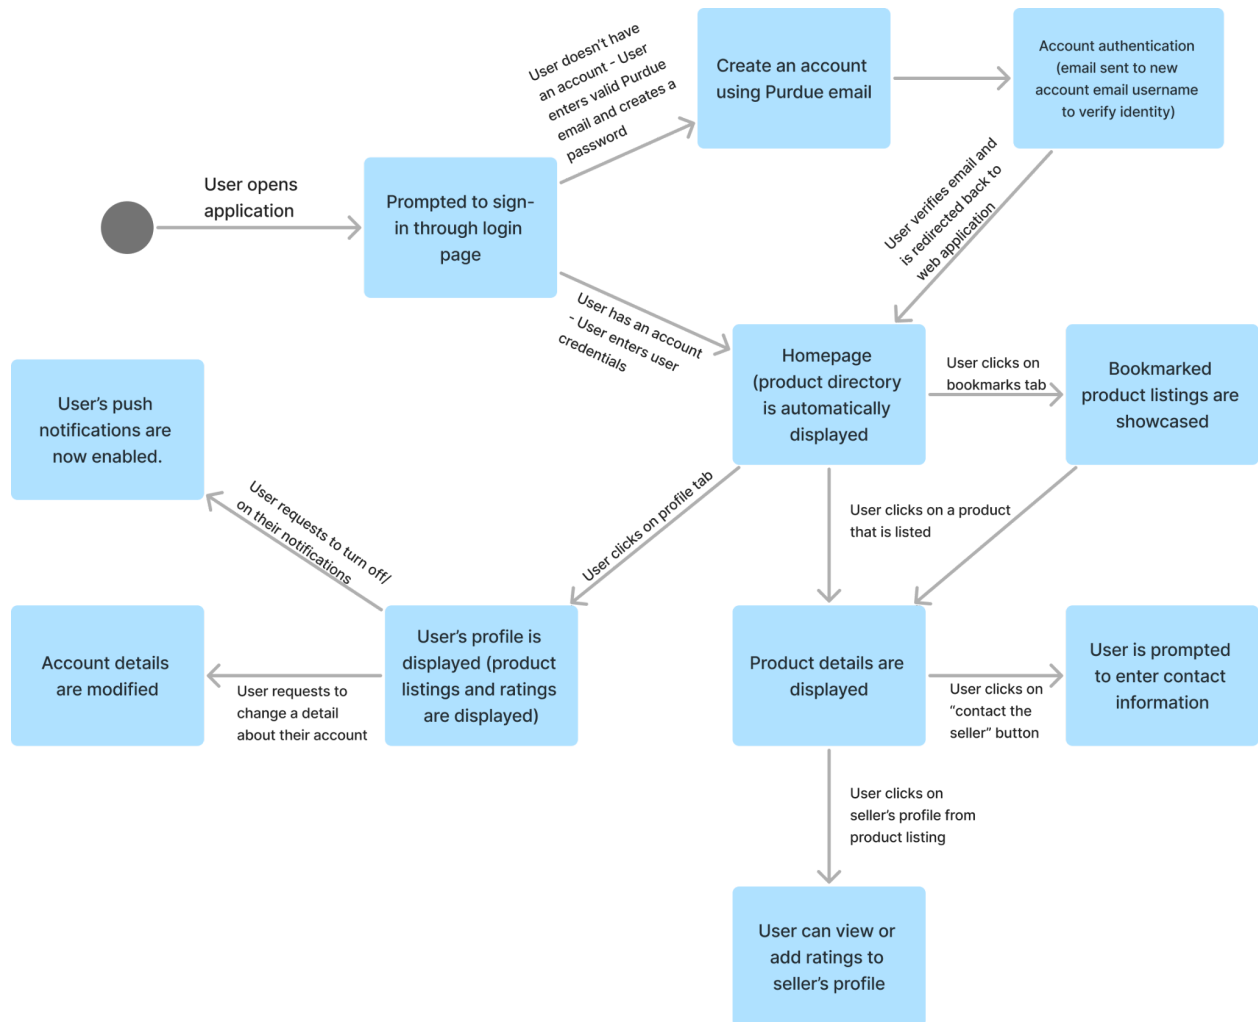 User doesn't have
an account - User
enters valid Purdue
email and creates a
password
Create an account
using Purdue email
Account authentication
(email sent to new
account email username
to verify identity)
User opens
application
Prompted to sign-
in through login
page
User verifies email and
is redirected back to
web application
User has an account
- User enters user
credentials
Homepage
(product directory
is automatically
displayed
User clicks on
bookmarks tab
Bookmarked
product listings are
showcased
User's push
notifications are
now enabled.
User requests to turn off/
on their notifications
User clicks on profile tab
User clicks on a product
that is listed
Account details
are modified
User requests to
change a detail
about their account
User's profile is
displayed (product
listings and ratings
are displayed)
Product details are
displayed
User clicks on
"contact the
seller" button
User is prompted
to enter contact
information
User clicks on
seller's profile from
product listing
User can view or
add ratings to
seller's profile